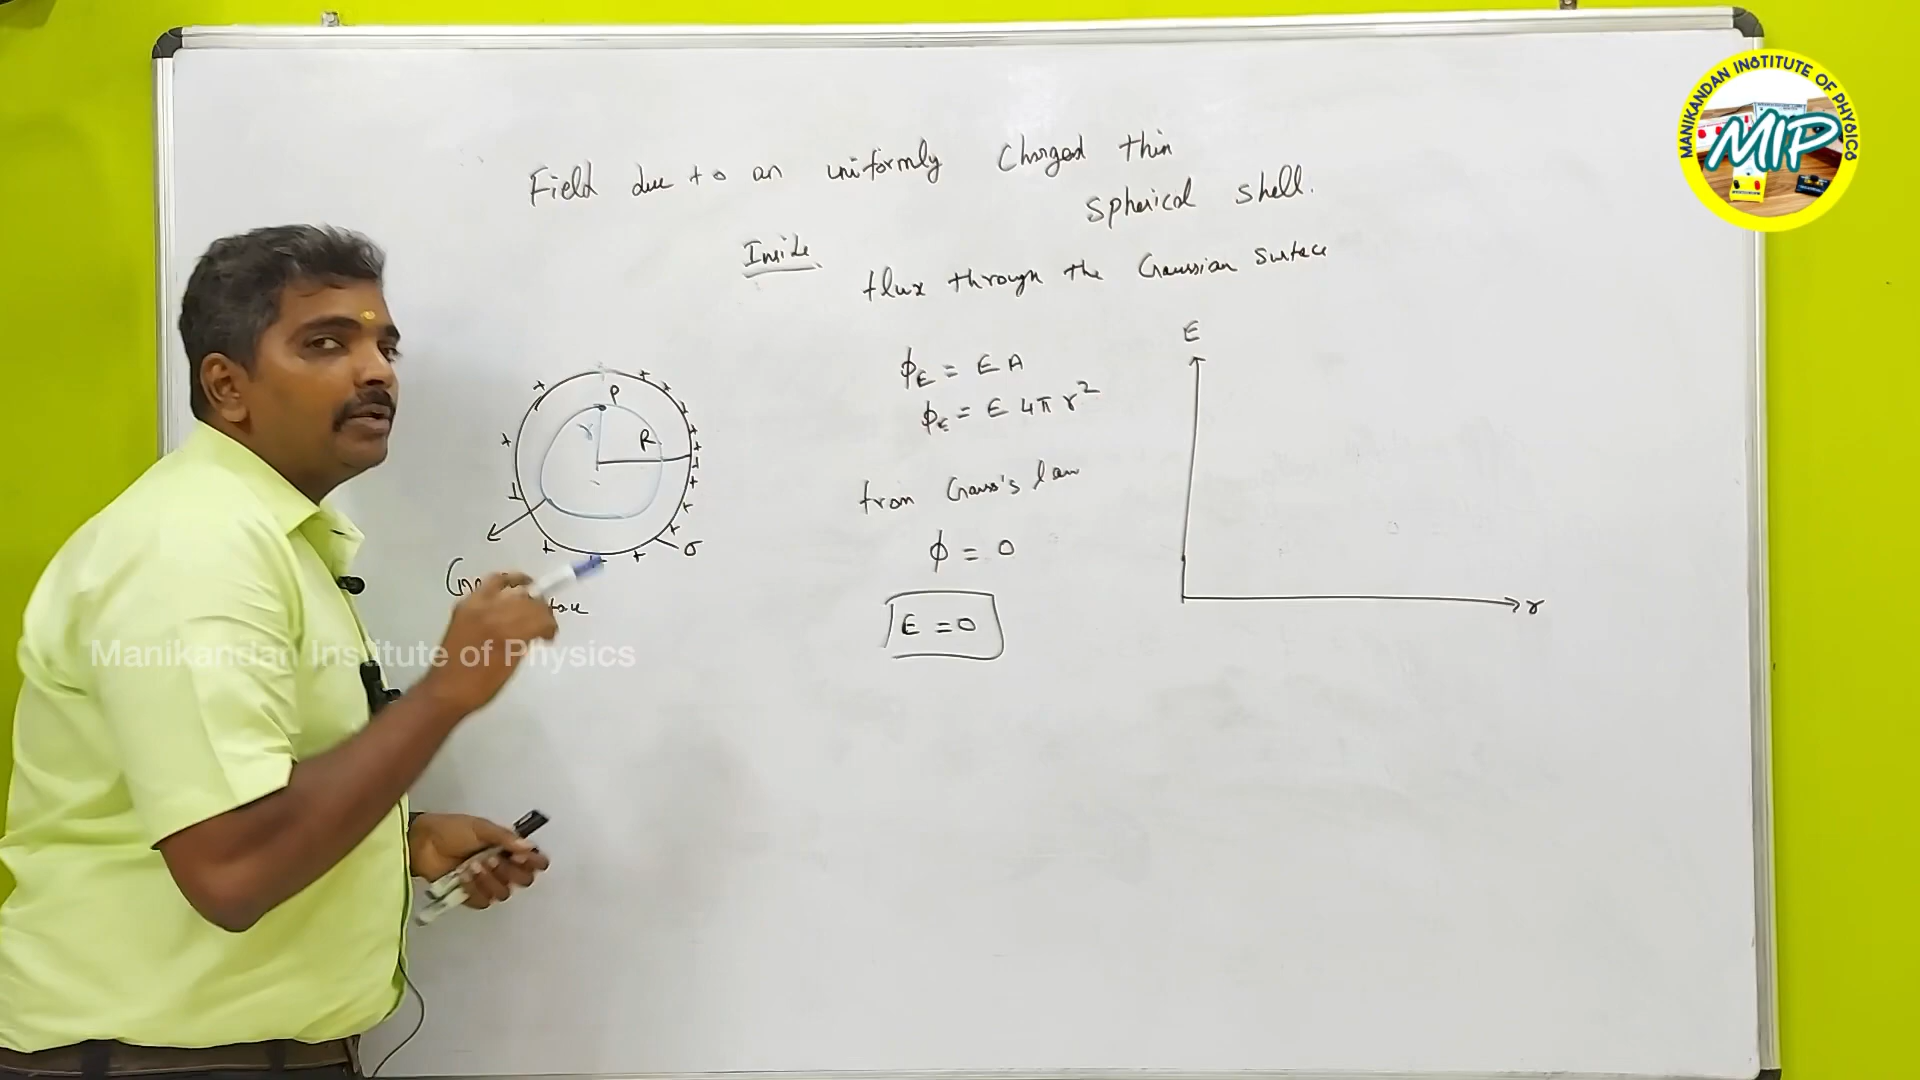 MANIKANDAN INSTITUTE OF PHYSICS
MIP
Field due to an uniformly Charged thin
Spherical shell.
Inside
flux through the Gaussian Surface
E
ϕE = E A
ϕE = E 4π r²
from Gauss's law
ϕ = 0
E = 0
r
P
r
R
σ
Manikandan Institute of Physics